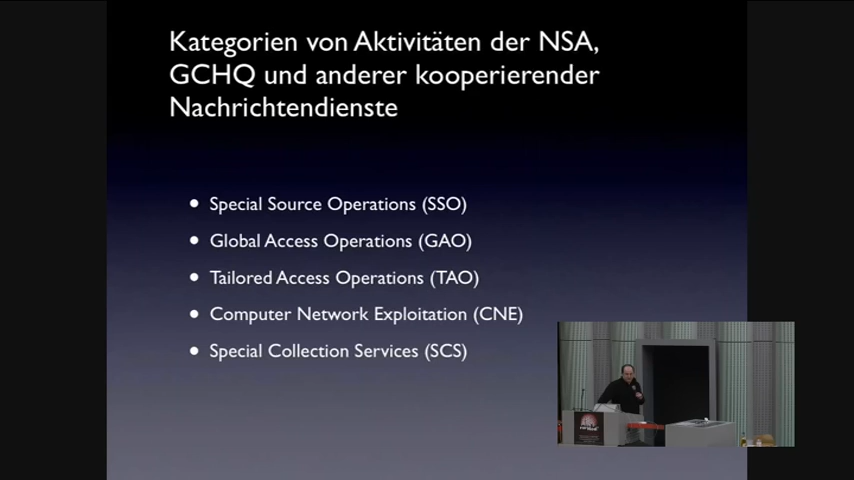 Kategorien von Aktivitäten der NSA,
GCHQ und anderer kooperierender
Nachrichtendienste
• Special Source Operations (SSO)
• Global Access Operations (GAO)
• Tailored Access Operations (TAO)
• Computer Network Exploitation (CNE)
• Special Collection Services (SCS)